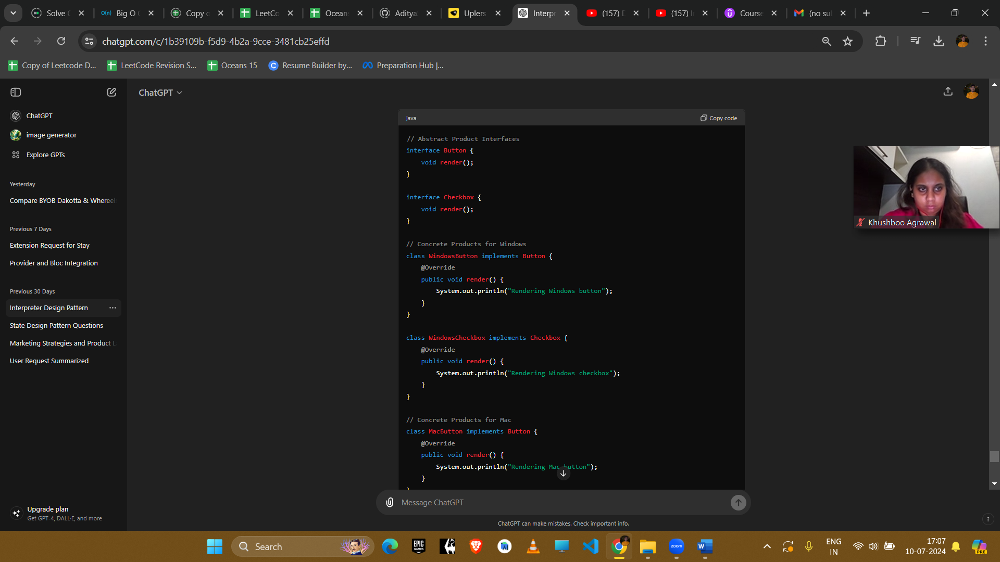 Solve C
O(n) Big O C
Copy o
LeetCo
Ocean
Aditya
Uplers
Interp
(157) D
(157) I
Course
(no su
chatgpt.com/c/1b39109b-f5d9-4b2a-9cce-3481cb25effd
Copy of Leetcode D...
LeetCode Revision S...
Oceans 15
Resume Builder by...
Preparation Hub |...
ChatGPT
ChatGPT
image generator
Explore GPTs
Yesterday
Compare BYOB Dakotta & Whereel
Previous 7 Days
Extension Request for Stay
Provider and Bloc Integration
Previous 30 Days
Interpreter Design Pattern
State Design Pattern Questions
Marketing Strategies and Product L
User Request Summarized
Upgrade plan
Get GPT-4, DALL·E, and more
java
Copy code
// Abstract Product Interfaces
interface Button {
void render();
}
interface Checkbox {
void render();
}
// Concrete Products for Windows
class WindowsButton implements Button {
@Override
public void render() {
System.out.println("Rendering Windows button");
}
}
class WindowsCheckbox implements Checkbox {
@Override
public void render() {
System.out.println("Rendering Windows checkbox");
}
}
// Concrete Products for Mac
class MacButton implements Button {
@Override
public void render() {
System.out.println("Rendering Mac button");
}
}
Khushboo Agrawal
Message ChatGPT
ChatGPT can make mistakes. Check important info.
?
Search
EPIC GAMES
zoom
W
ENG
IN
17:07
10-07-2024
PRE